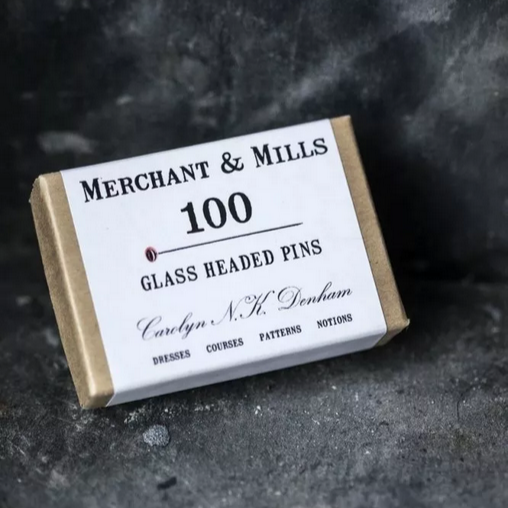 MERCHANT & MILLS
100
GLASS HEADED PINS
Carolyn N.K. Denham
DRESSES COURSES PATTERNS NOTIONS